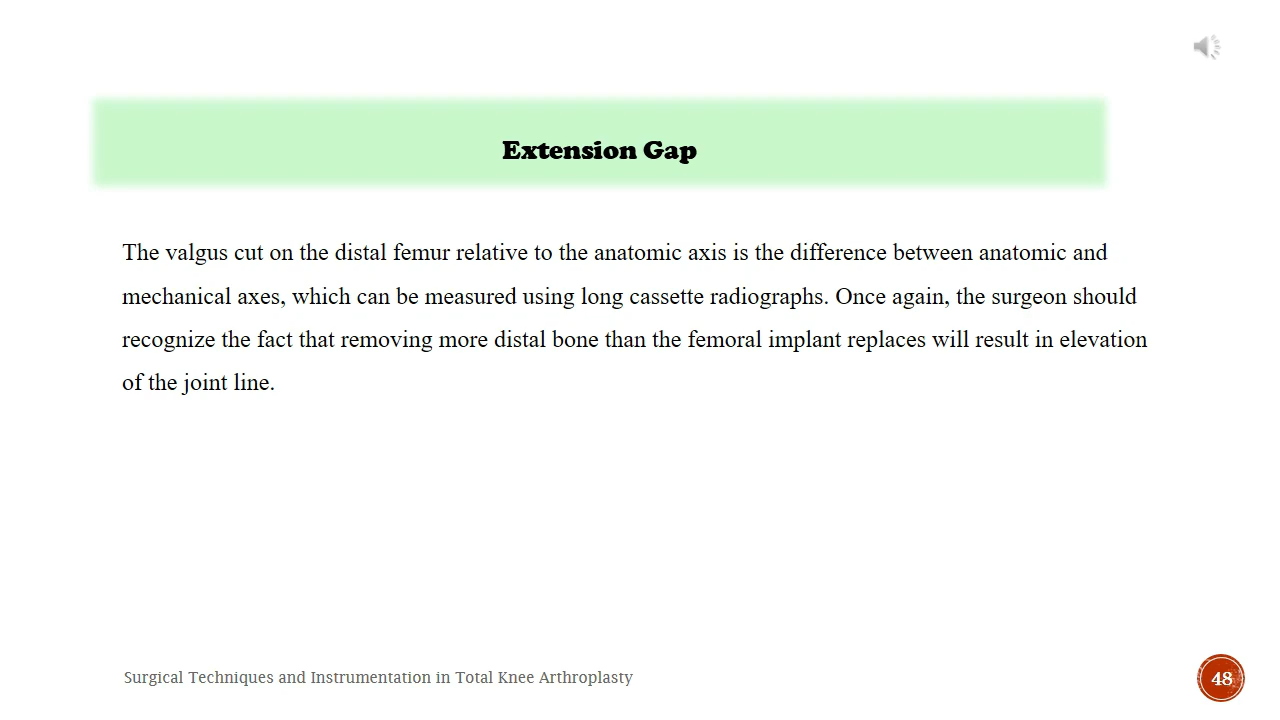 Extension Gap
The valgus cut on the distal femur relative to the anatomic axis is the difference between anatomic and
mechanical axes, which can be measured using long cassette radiographs. Once again, the surgeon should
recognize the fact that removing more distal bone than the femoral implant replaces will result in elevation
of the joint line.
Surgical Techniques and Instrumentation in Total Knee Arthroplasty
48